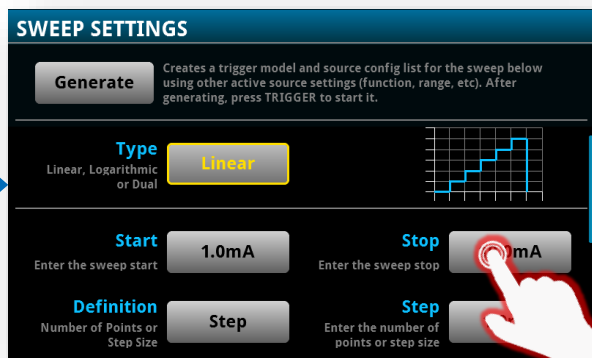 SWEEP SETTINGS
Generate
Creates a trigger model and source config list for the sweep below
using other active source settings (function, range, etc). After
generating, press TRIGGER to start it.
Type
Linear, Logarithmic
or Dual
Linear
Start
Enter the sweep start
1.0mA
Stop
Enter the sweep stop
Definition
Number of Points or
Step Size
Step
Step
Enter the number of
points or step size